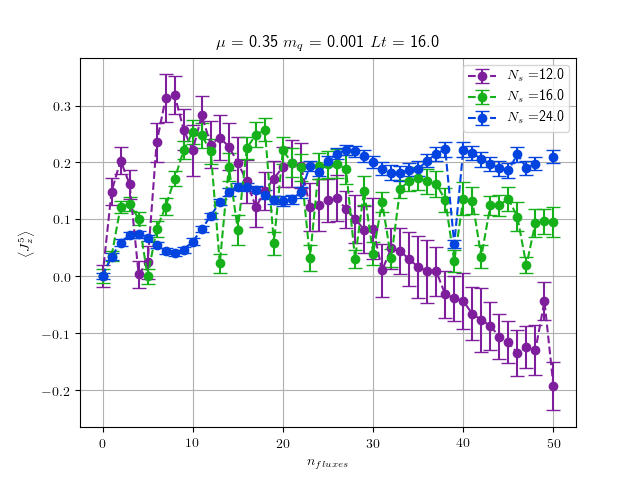 μ = 0.35 m_q = 0.001 Lt = 16.0
N_s =12.0
N_s =16.0
N_s =24.0
0.3
0.2
0.1
0.0
−0.1
−0.2
⟨J_z^5⟩
0 10 20 30 40 50
n_fluxes